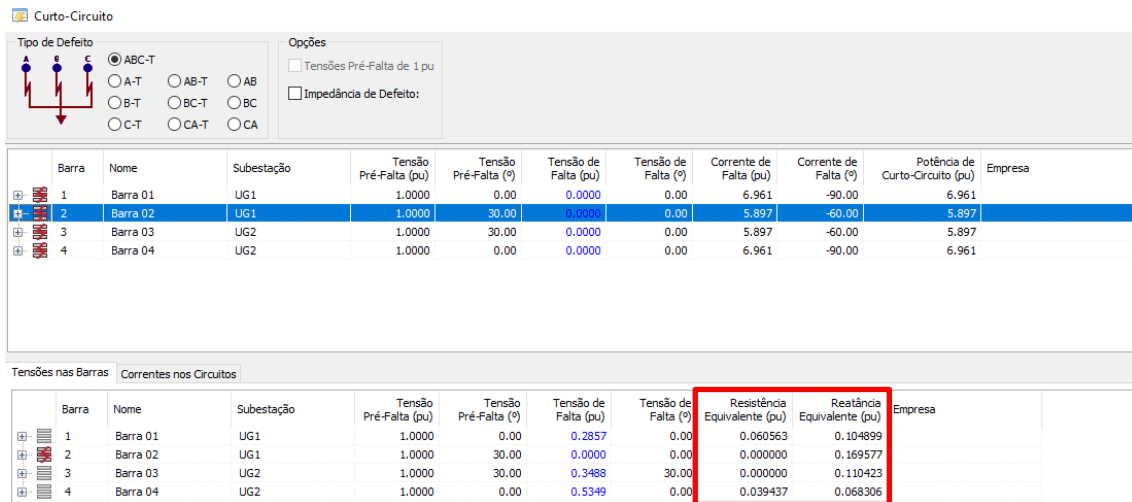 Curto-Circuito
Tipo de Defeito
A B C
ABC-T
A-T AB-T AB
B-T BC-T BC
C-T CA-T CA
Opções
Tensões Pré-Falta de 1 pu
Impedância de Defeito:
Barra Nome Subestação Tensão Pré-Falta (pu) Tensão Pré-Falta (º) Tensão de Falta (pu) Tensão de Falta (º) Corrente de Falta (pu) Corrente de Falta (º) Potência de Curto-Circuito (pu) Empresa
1 Barra 01 UG1 1.0000 0.00 0.0000 0.00 6.961 -90.00 6.961
2 Barra 02 UG1 1.0000 30.00 0.0000 0.00 5.897 -60.00 5.897
3 Barra 03 UG2 1.0000 30.00 0.0000 0.00 5.897 -60.00 5.897
4 Barra 04 UG2 1.0000 0.00 0.0000 0.00 6.961 -90.00 6.961
Tensões nas Barras Correntes nos Circuitos
Barra Nome Subestação Tensão Pré-Falta (pu) Tensão Pré-Falta (º) Tensão de Falta (pu) Tensão de Falta (º) Resistência Equivalente (pu) Reatância Equivalente (pu) Empresa
1 Barra 01 UG1 1.0000 0.00 0.2857 0.00 0.060563 0.104899
2 Barra 02 UG1 1.0000 30.00 0.0000 0.00 0.000000 0.169577
3 Barra 03 UG2 1.0000 30.00 0.3488 30.00 0.000000 0.110423
4 Barra 04 UG2 1.0000 0.00 0.5349 0.00 0.039437 0.068306